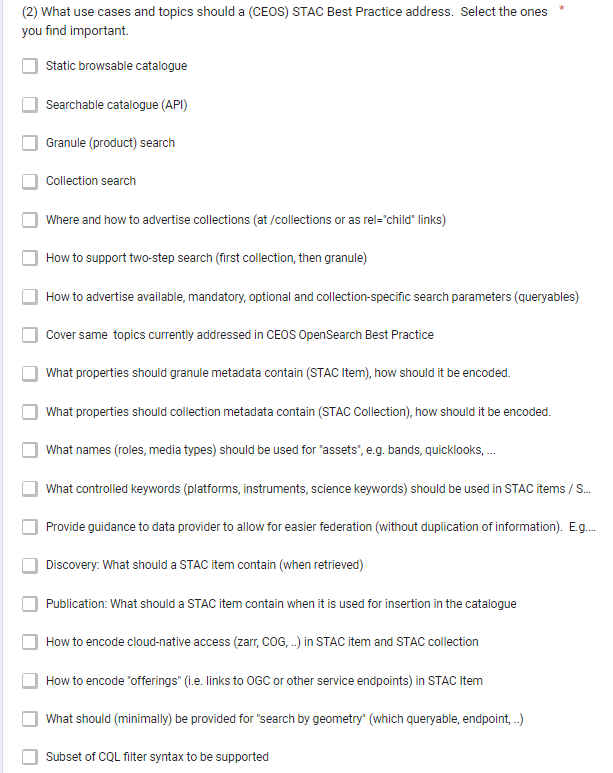 (2) What use cases and topics should a (CEOS) STAC Best Practice address.  Select the ones *
you find important.
Static browsable catalogue
Searchable catalogue (API)
Granule (product) search
Collection search
Where and how to advertise collections (at /collections or as rel="child" links)
How to support two-step search (first collection, then granule)
How to advertise available, mandatory, optional and collection-specific search parameters (queryables)
Cover same  topics currently addressed in CEOS OpenSearch Best Practice
What properties should granule metadata contain (STAC Item), how should it be encoded.
What properties should collection metadata contain (STAC Collection), how should it be encoded.
What names (roles, media types) should be used for "assets", e.g. bands, quicklooks, ...
What controlled keywords (platforms, instruments, science keywords) should be used in STAC items / S...
Provide guidance to data provider to allow for easier federation (without duplication of information).  E.g....
Discovery: What should a STAC item contain (when retrieved)
Publication: What should a STAC item contain when it is used for insertion in the catalogue
How to encode cloud-native access (zarr, COG, ..) in STAC item and STAC collection
How to encode "offerings" (i.e. links to OGC or other service endpoints) in STAC Item
What should (minimally) be provided for "search by geometry" (which queryable, endpoint, ..)
Subset of CQL filter syntax to be supported